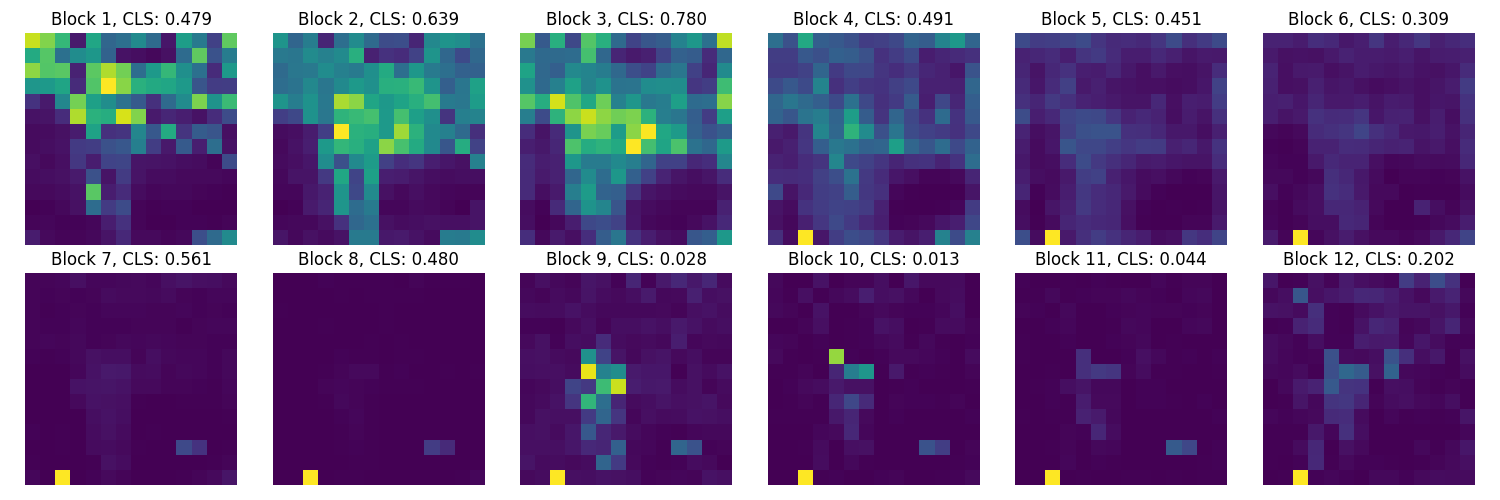 Block 1, CLS: 0.479
Block 2, CLS: 0.639
Block 3, CLS: 0.780
Block 4, CLS: 0.491
Block 5, CLS: 0.451
Block 6, CLS: 0.309
Block 7, CLS: 0.561
Block 8, CLS: 0.480
Block 9, CLS: 0.028
Block 10, CLS: 0.013
Block 11, CLS: 0.044
Block 12, CLS: 0.202